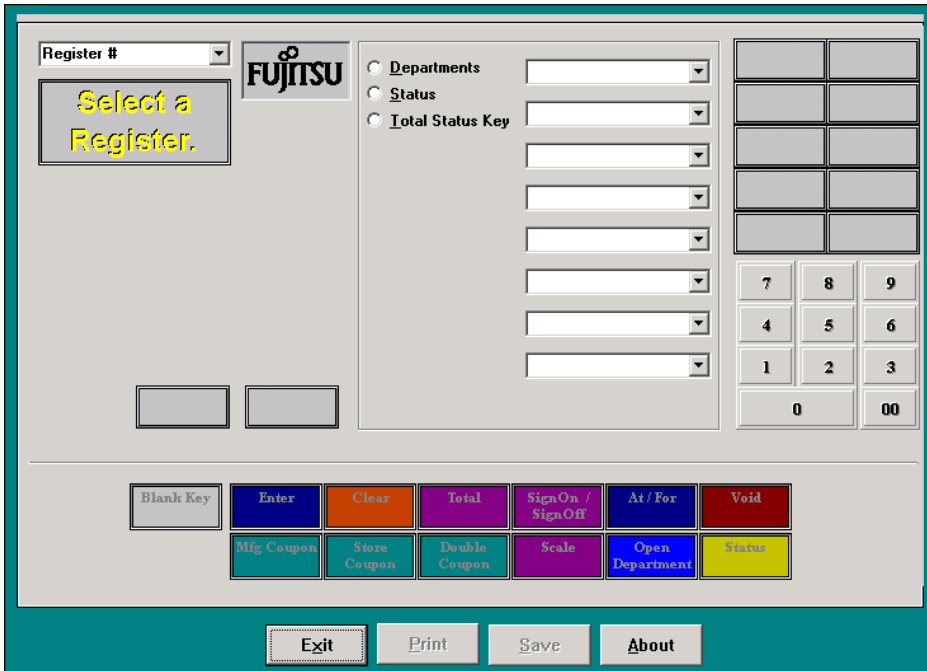 Register #
FUJITSU
Select a
Register.
Departments
Status
Total Status Key
7 8 9
4 5 6
1 2 3
0 00
Blank Key
Enter
Clear
Total
SignOn /
SignOff
At / For
Void
Mfg Coupon
Store
Coupon
Double
Coupon
Scale
Open
Department
Status
Exit
Print
Save
About